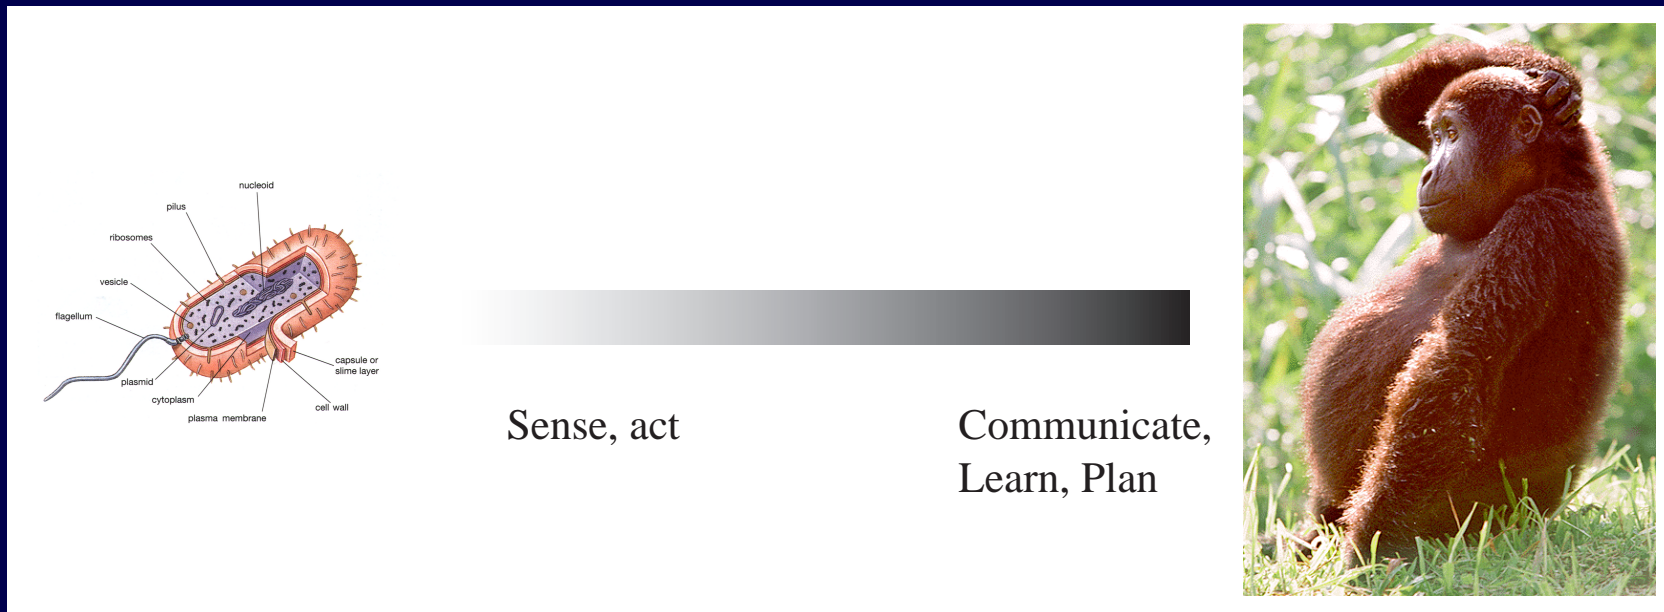 nucleoid
pilus
ribosomes
vesicle
flagellum
plasmid
cytoplasm
plasma membrane
cell wall
capsule or
slime layer
Sense, act
Communicate,
Learn, Plan